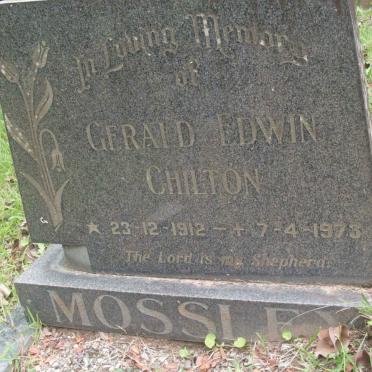 In Loving Memory
of
GERALD EDWIN
CHILTON
★ 23-12-1912 - + 7-4-1973
The Lord is my Shepherd.
MOSSLEY